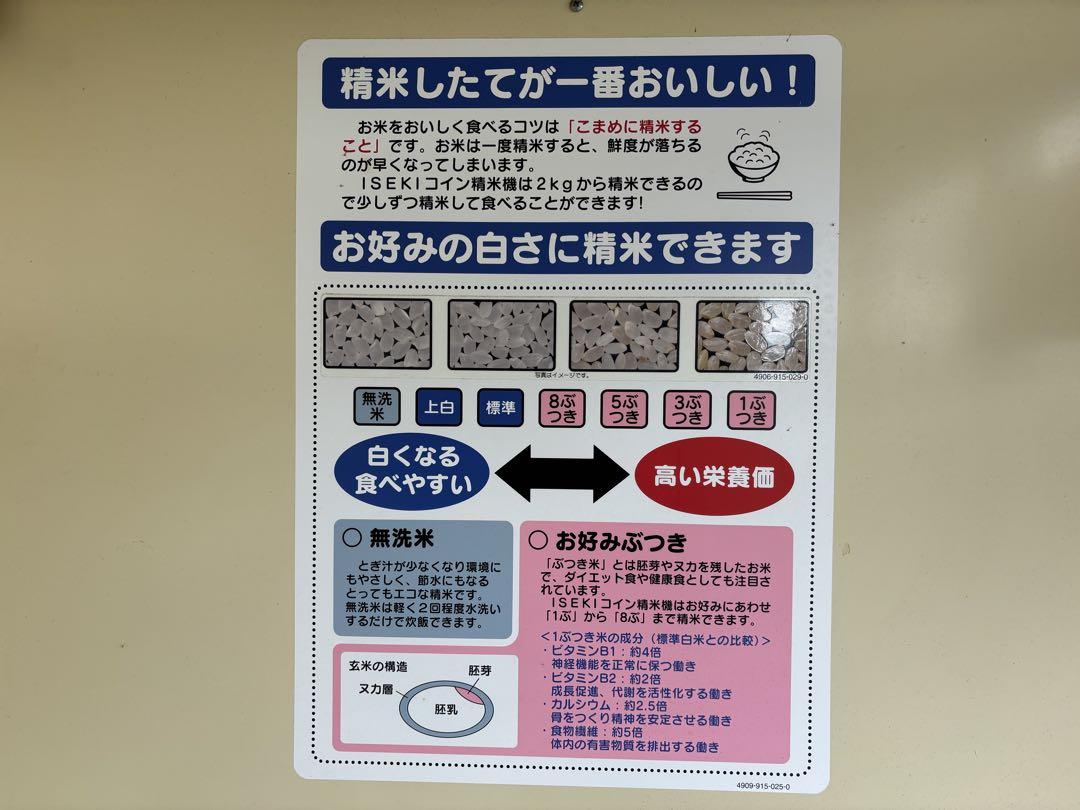 精米したてが一番おいしい！
お米をおいしく食べるコツは「こまめに精米する
こと」です。お米は一度精米すると、鮮度が落ちる
のが早くなってしまいます。
ＩＳＥＫＩコイン精米機は２ｋｇから精米できるの
で少しずつ精米して食べることができます!
お好みの白さに精米できます
写真はイメージです。
4906-915-029-0
無洗
米
上白
標準
8ぶ
つき
5ぶ
つき
3ぶ
つき
1ぶ
つき
白くなる
食べやすい
高い栄養価
○ 無洗米
とぎ汁が少なくなり環境に
もやさしく、節水にもなる
とってもエコな精米です。
無洗米は軽く２回程度水洗い
するだけで炊飯できます。
○ お好みぶつき
「ぶつき米」とは胚芽やヌカを残したお米
で、ダイエット食や健康食としても注目さ
れています。
ＩＳＥＫＩコイン精米機はお好みにあわせ
「1ぶ」から「8ぶ」まで精米できます。
<1ぶつき米の成分（標準白米との比較）>
・ビタミンB1：約4倍
神経機能を正常に保つ働き
・ビタミンB2：約2倍
成長促進、代謝を活性化する働き
・カルシウム：約2.5倍
骨をつくり精神を安定させる働き
・食物繊維：約5倍
体内の有害物質を排出する働き
玄米の構造
胚芽
ヌカ層
胚乳
4909-915-025-0